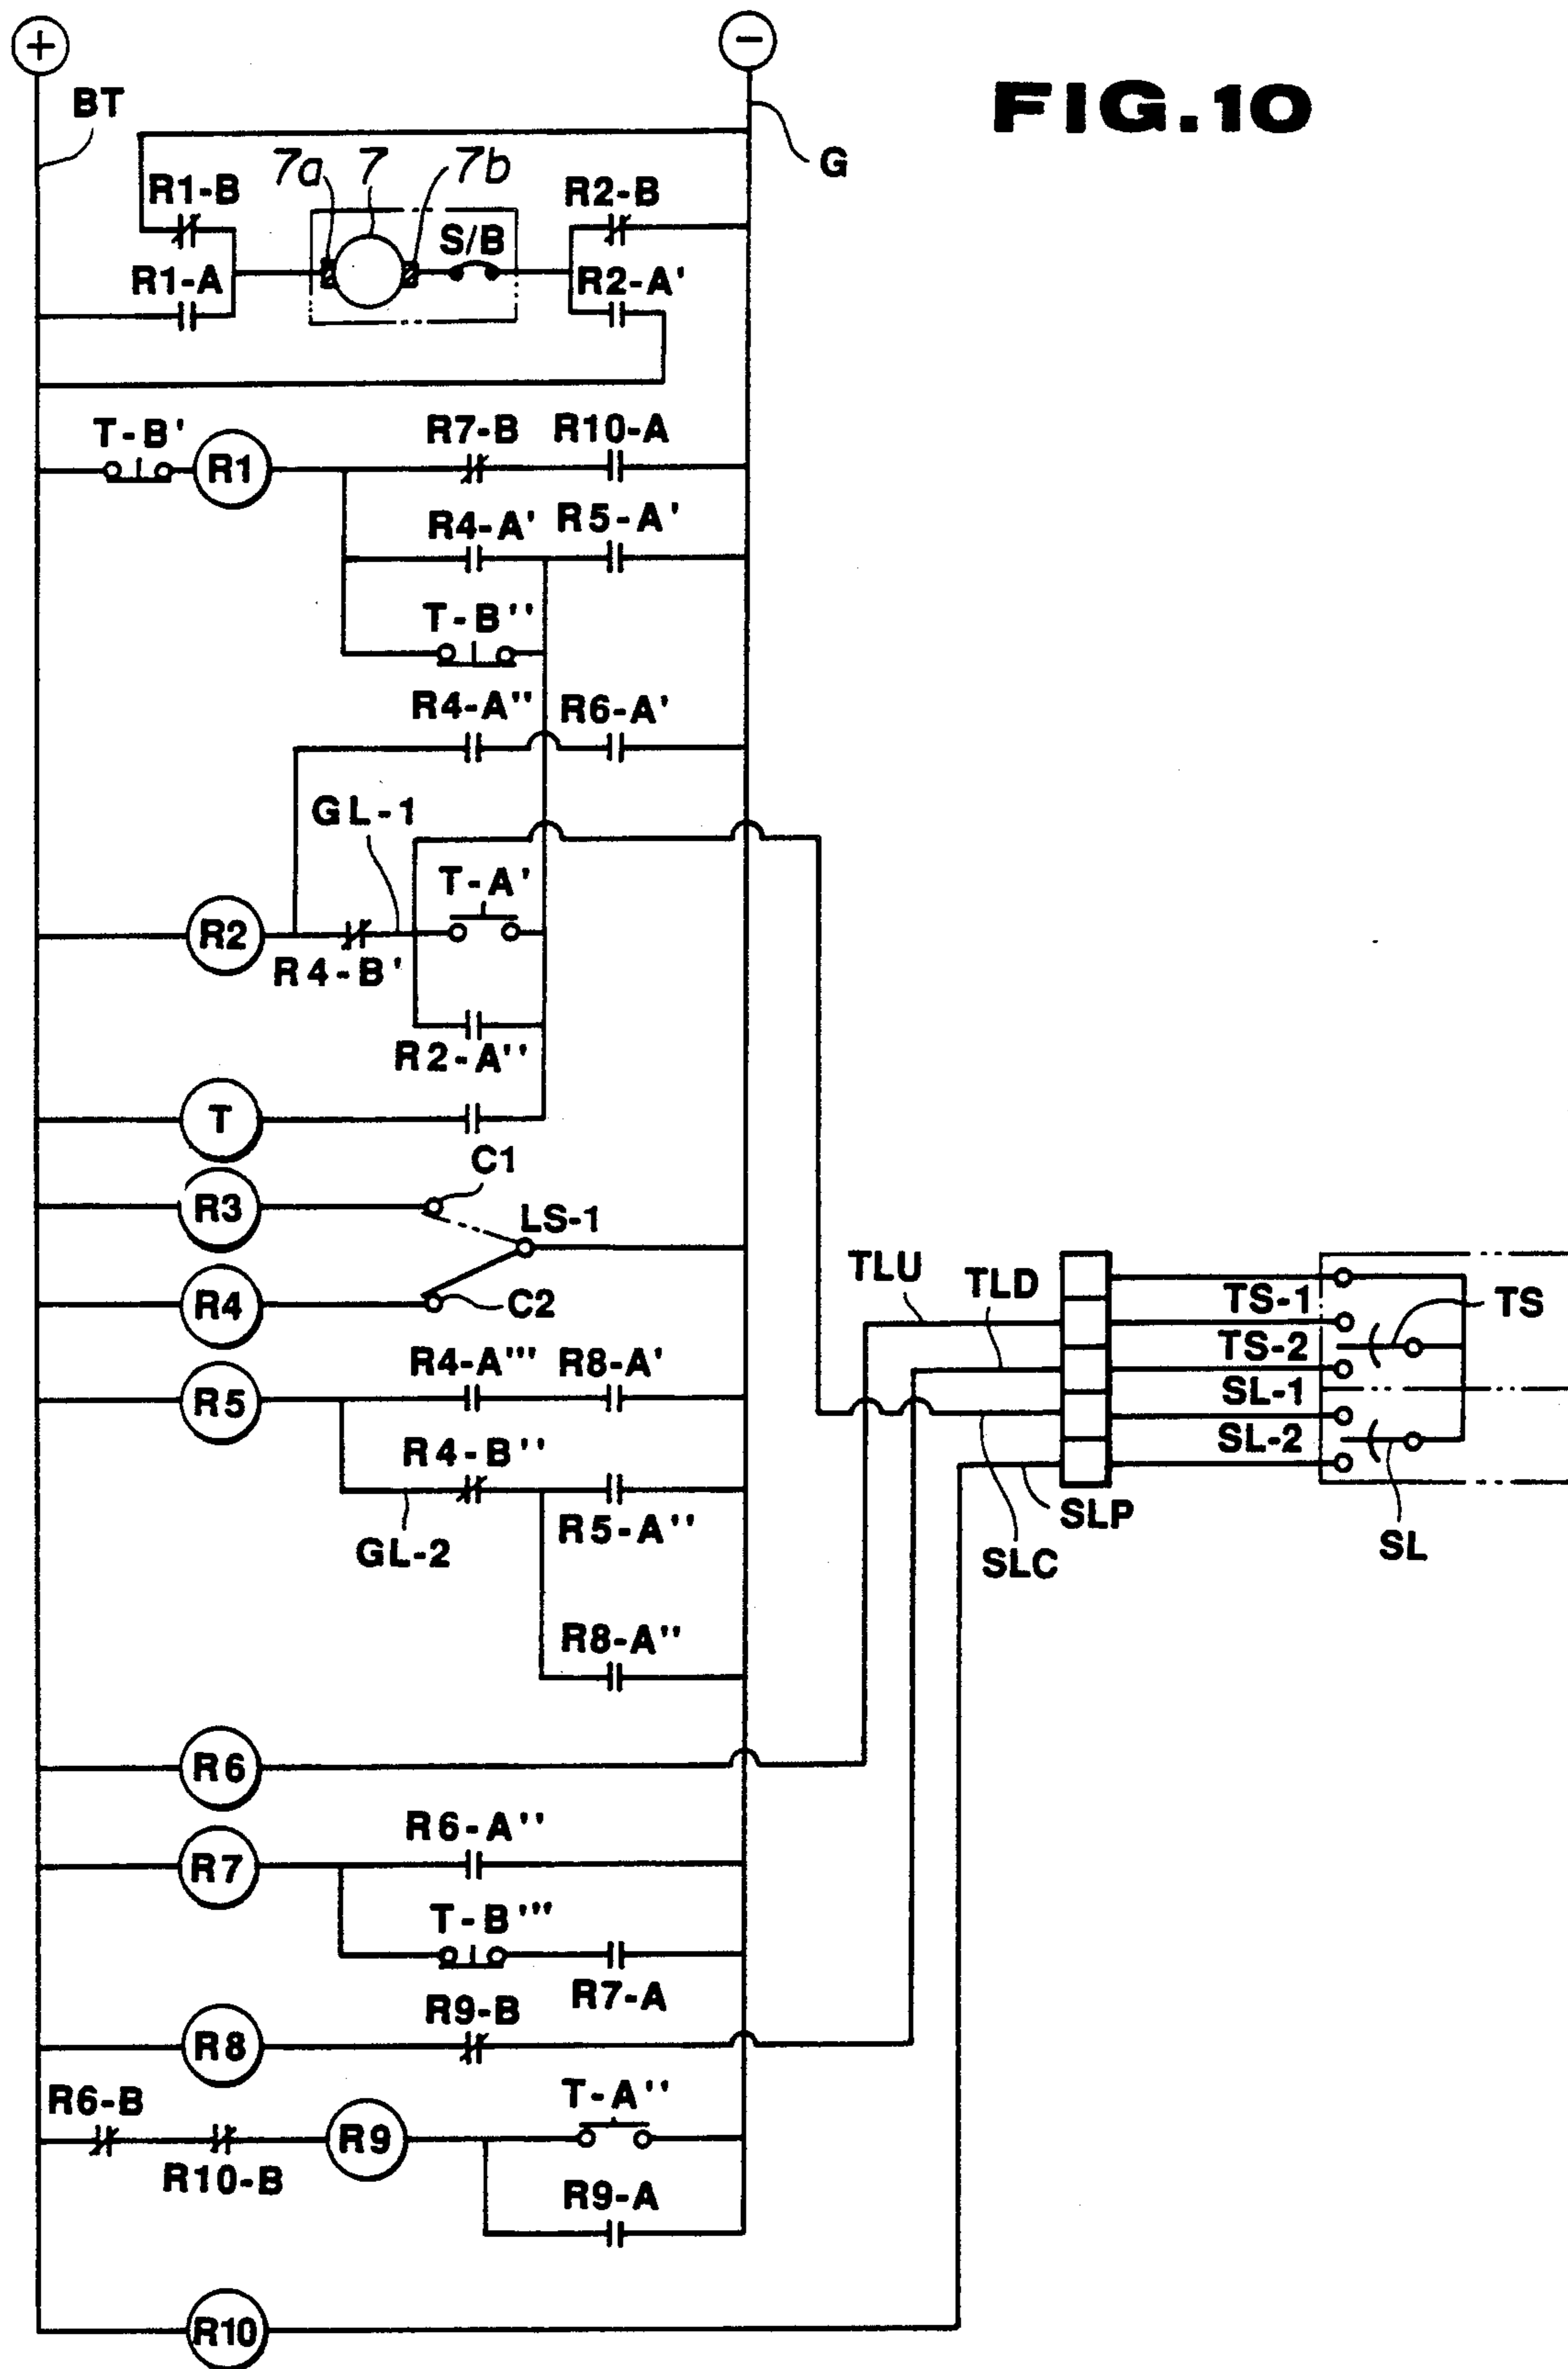 +
−
FIG.10
BT
G
R1-B
7a
7
7b
R2-B
S/B
R1-A
R2-A'
T-B'
R1
R7-B
R10-A
R4-A'
R5-A'
T-B''
R4-A''
R6-A'
GL-1
T-A'
R2
R4-B'
R2-A''
T
C1
R3
LS-1
R4
C2
TLU
TLD
TS-1
TS
TS-2
R4-A'''
R8-A'
R5
SL-1
SL-2
R4-B''
R5-A''
GL-2
SLP
SLC
SL
R8-A''
R6
R6-A''
R7
T-B'''
R7-A
R9-B
R8
R6-B
T-A''
R9
R10-B
R9-A
R10